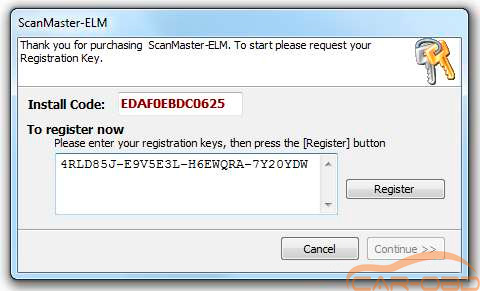 ScanMaster-ELM
Thank you for purchasing ScanMaster-ELM. To start please request your
Registration Key.
Install Code: EDAF0EBDC0625
To register now
Please enter your registration keys, then press the [Register] button
4RLD85J-E9V5E3L-H6EWQRA-7Y20YDW
Register
Cancel
Continue >>
CAR-OBD